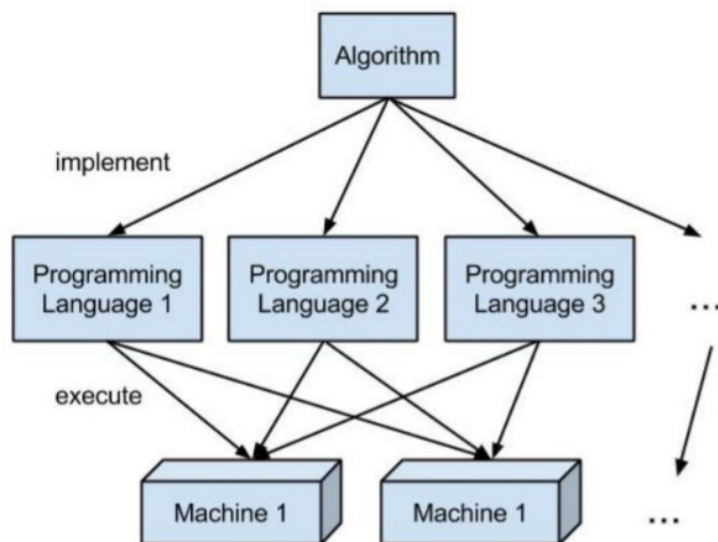 Algorithm
implement
Programming
Language 1
Programming
Language 2
Programming
Language 3
...
execute
Machine 1
Machine 1
...